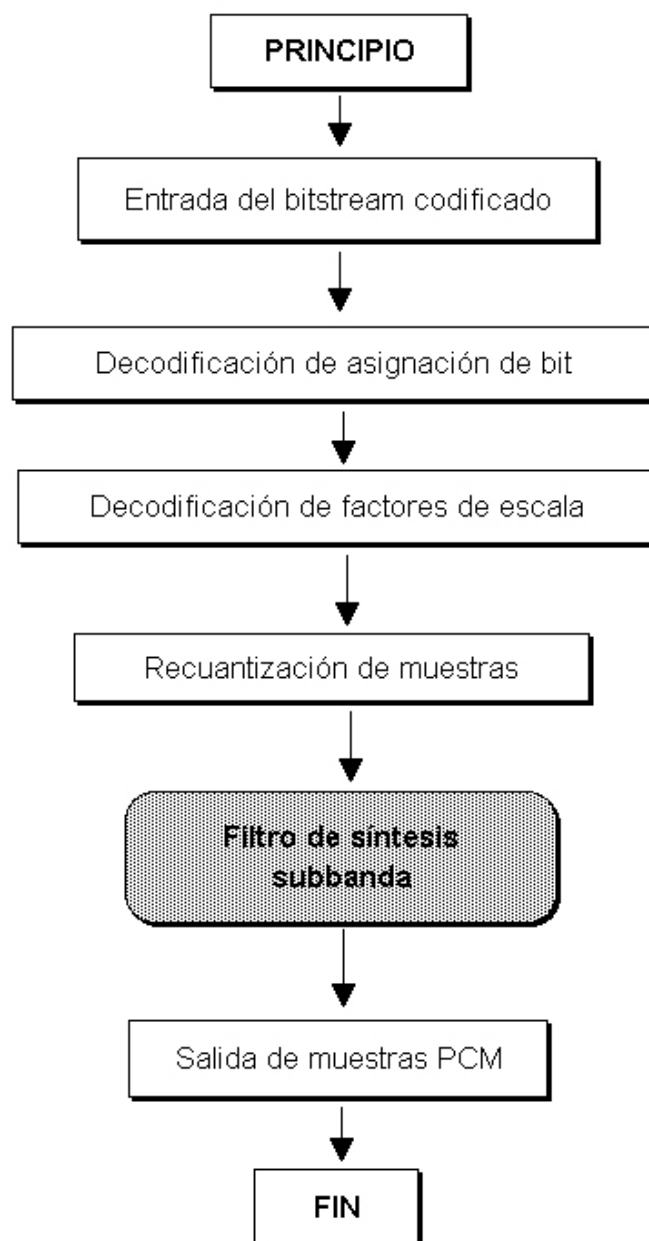 PRINCIPIO
Entrada del bitstream codificado
Decodificación de asignación de bit
Decodificación de factores de escala
Recuantización de muestras
Filtro de síntesis
subbanda
Salida de muestras PCM
FIN